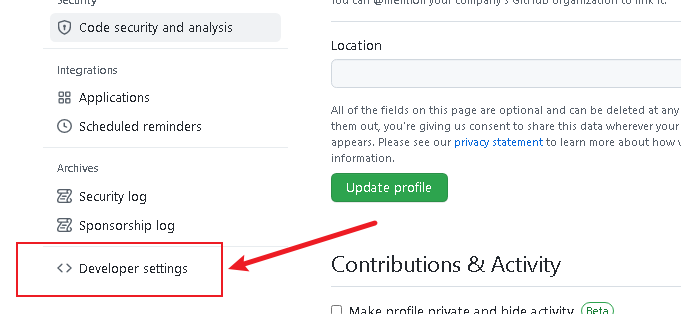 Security
Code security and analysis
Integrations
Applications
Scheduled reminders
Archives
Security log
Sponsorship log
Developer settings
You can @mention your company's GitHub organization to link it.
Location
All of the fields on this page are optional and can be deleted at any
them out, you're giving us consent to share this data wherever your
appears. Please see our privacy statement to learn more about how
information.
Update profile
Contributions & Activity
Make profile private and hide activity Beta